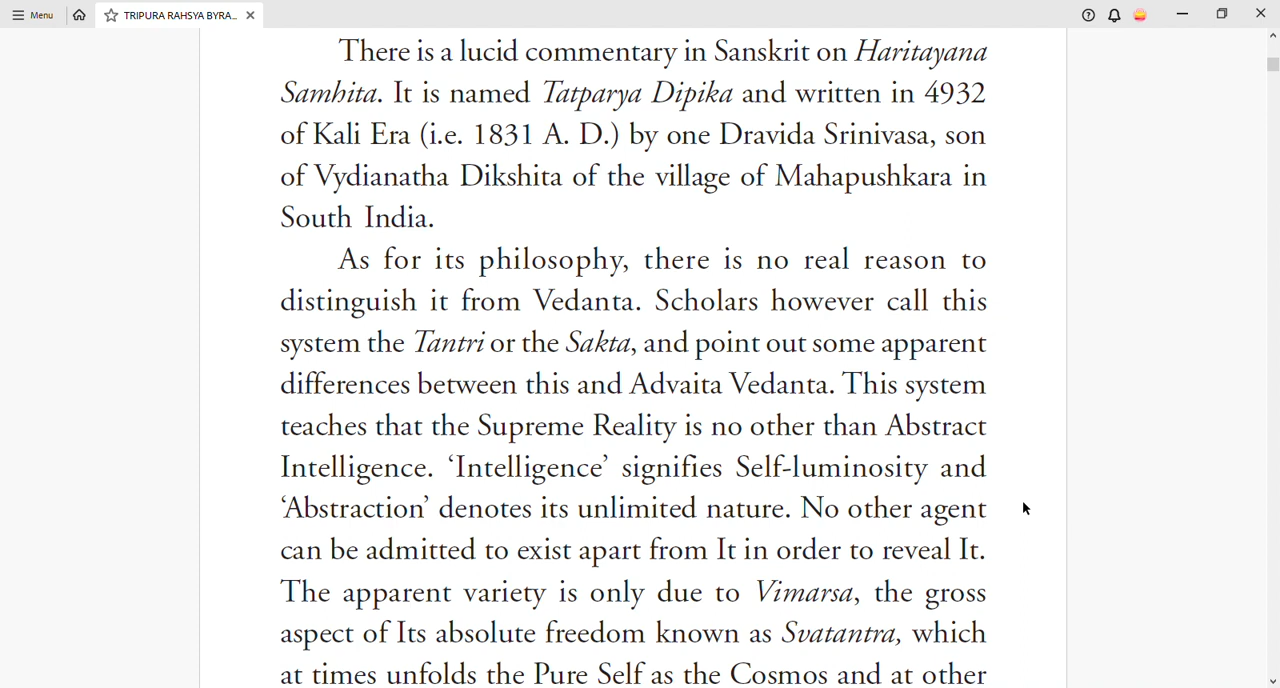 Menu
TRIPURA RAHSYA BYRA...
There is a lucid commentary in Sanskrit on Haritayana
Samhita. It is named Tatparya Dipika and written in 4932
of Kali Era (i.e. 1831 A. D.) by one Dravida Srinivasa, son
of Vydianatha Dikshita of the village of Mahapushkara in
South India.
As for its philosophy, there is no real reason to
distinguish it from Vedanta. Scholars however call this
system the Tantri or the Sakta, and point out some apparent
differences between this and Advaita Vedanta. This system
teaches that the Supreme Reality is no other than Abstract
Intelligence. ‘Intelligence’ signifies Self-luminosity and
‘Abstraction’ denotes its unlimited nature. No other agent
can be admitted to exist apart from It in order to reveal It.
The apparent variety is only due to Vimarsa, the gross
aspect of Its absolute freedom known as Svatantra, which
at times unfolds the Pure Self as the Cosmos and at other